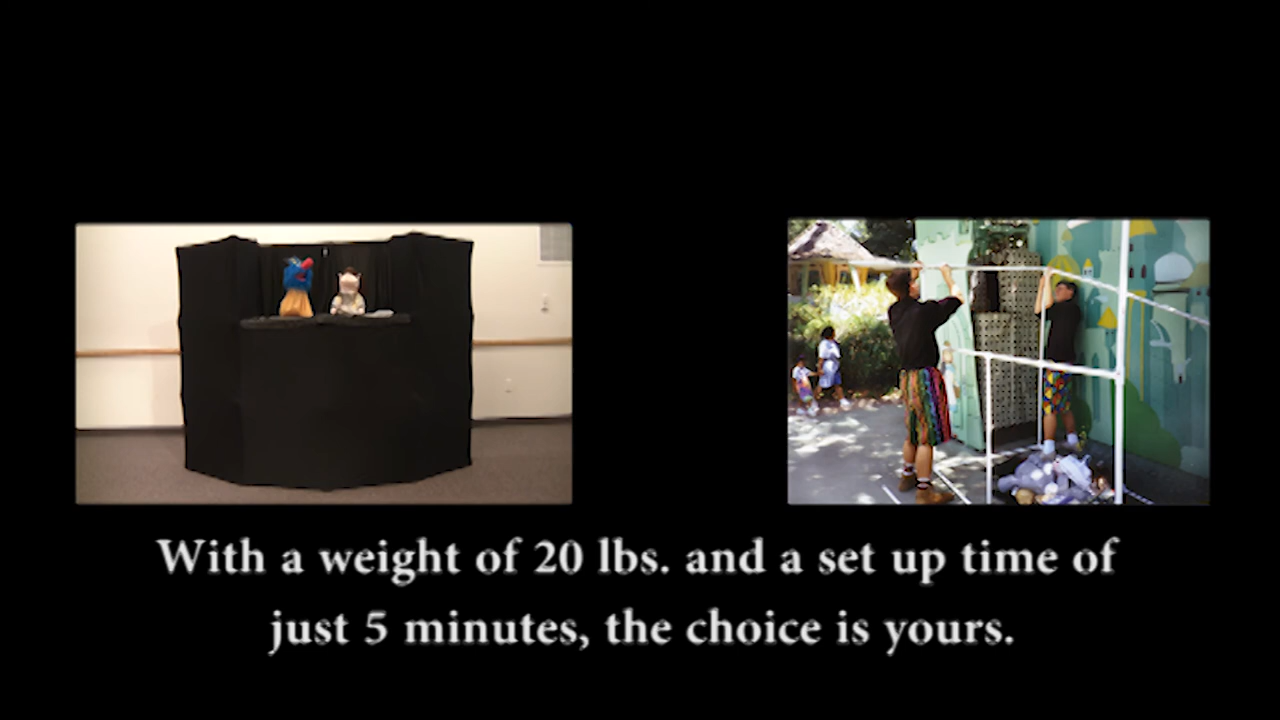 With a weight of 20 lbs. and a set up time of
just 5 minutes, the choice is yours.